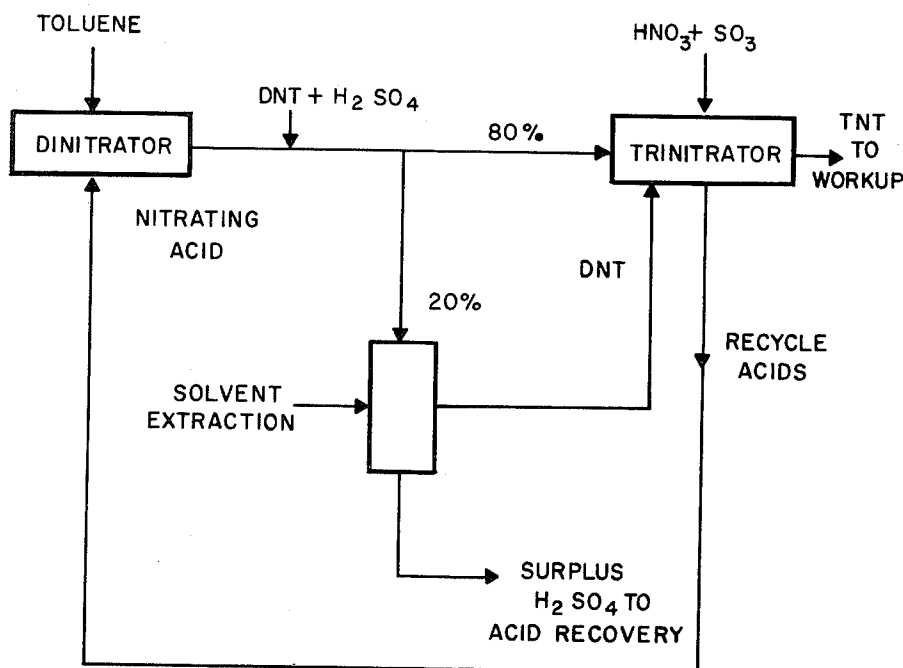 TOLUENE
HNO3+ SO3
DNT + H2 SO4
80%
TNT
TO
WORKUP
DINITRATOR
TRINITRATOR
NITRATING
ACID
DNT
20%
RECYCLE
ACIDS
SOLVENT
EXTRACTION
SURPLUS
H2 SO4 TO
ACID RECOVERY